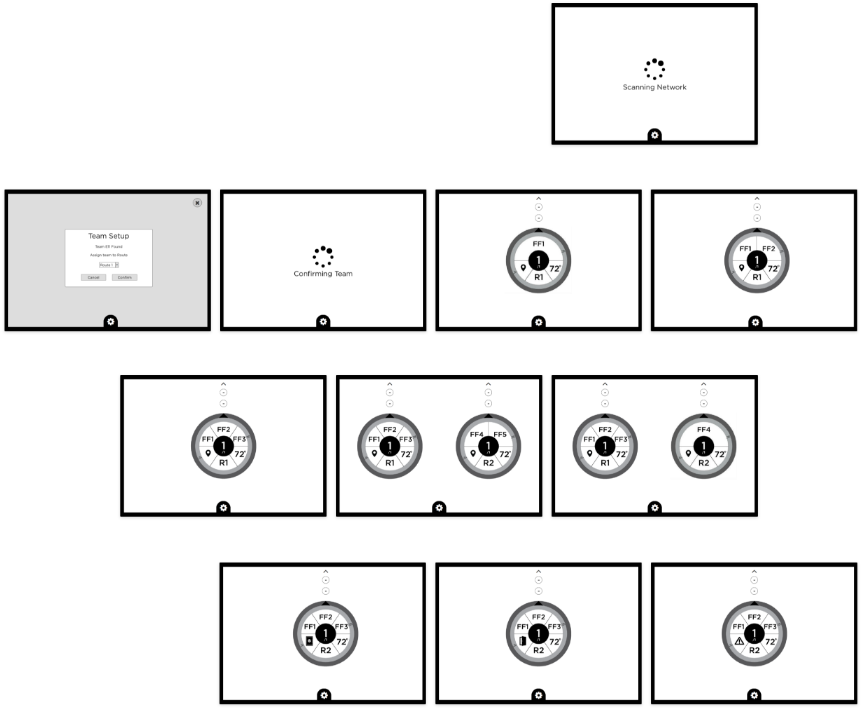 Scanning Network
Team Setup
Team FF Found
Assign team to Route
Route 1
Cancel Confirm
Confirming Team
FF1
1
72°
R1
FF1 FF2
1
72°
R1
FF2
FF1 FF3
1
72°
R1
FF2
FF1 FF3
1
72°
R1
FF4 FF5
1
72°
R2
FF2
FF1 FF3
1
72°
R1
FF4
1
72°
R2
FF2
FF1 FF3
1
72°
R2
FF2
FF1 FF3
1
72°
R2
FF2
FF1 FF3
1
72°
R2